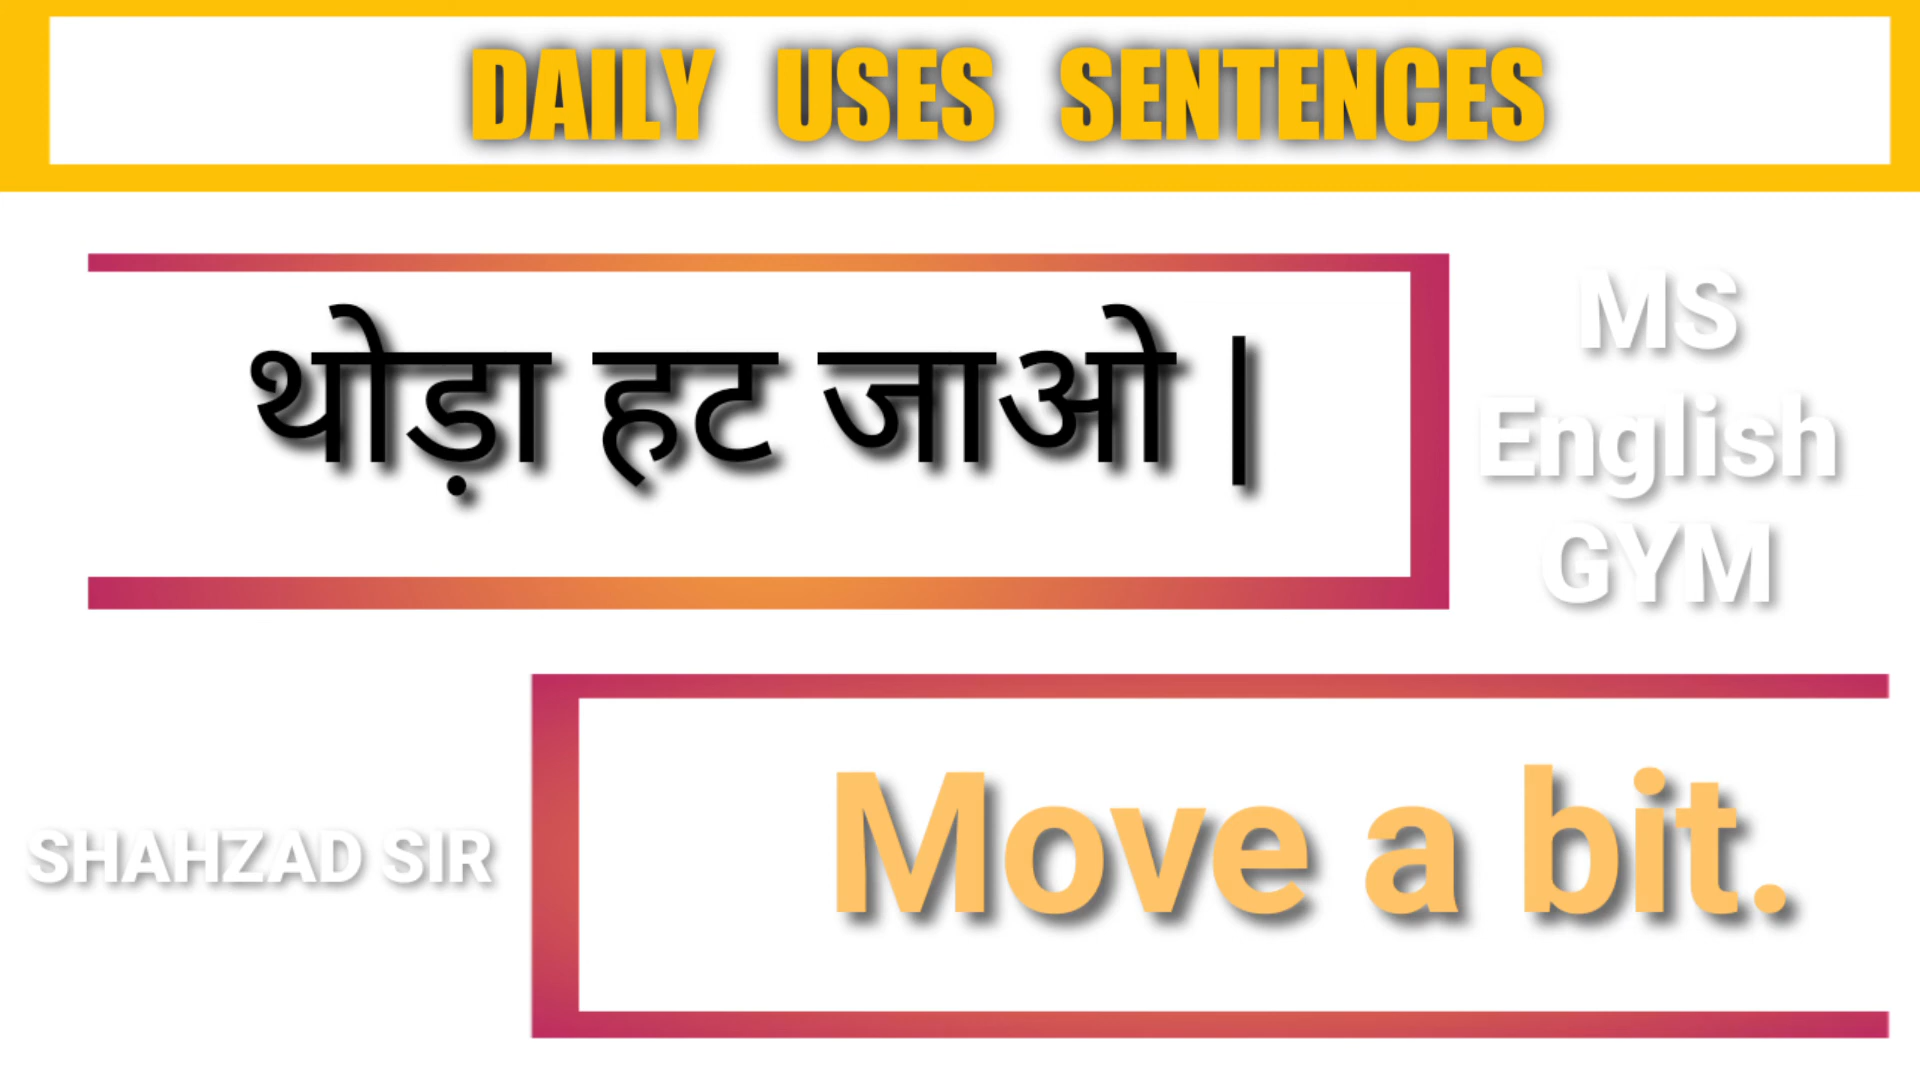 DAILY USES SENTENCES
थोड़ा हट जाओ |
MS
English
GYM
Move a bit.
SHAHZAD SIR